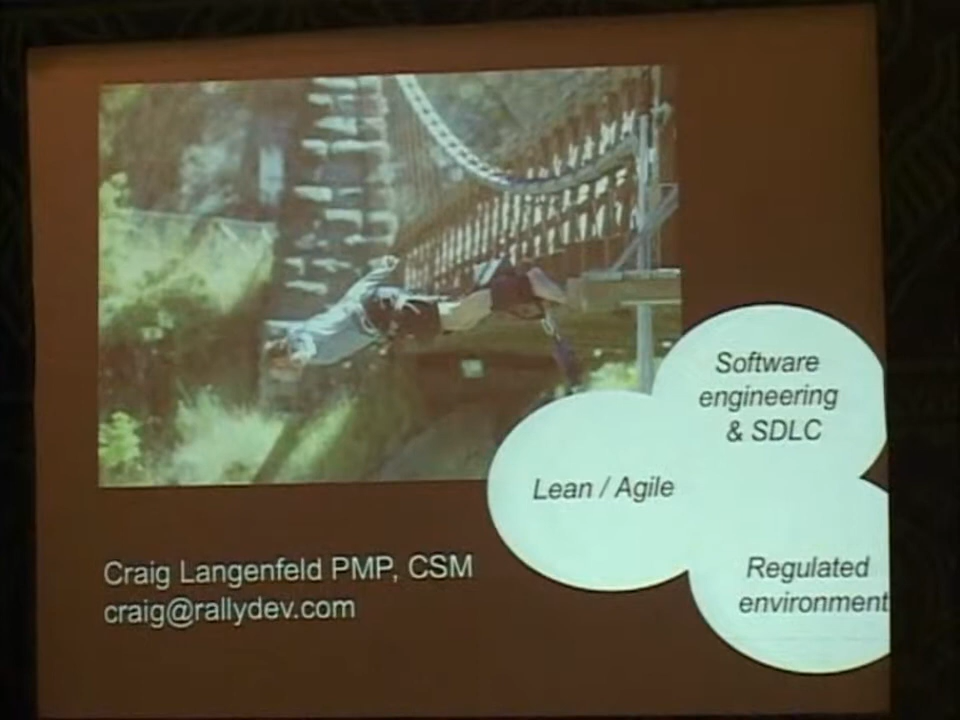 Software
engineering
& SDLC
Lean / Agile
Regulated
environment
Craig Langenfeld PMP, CSM
craig@rallydev.com